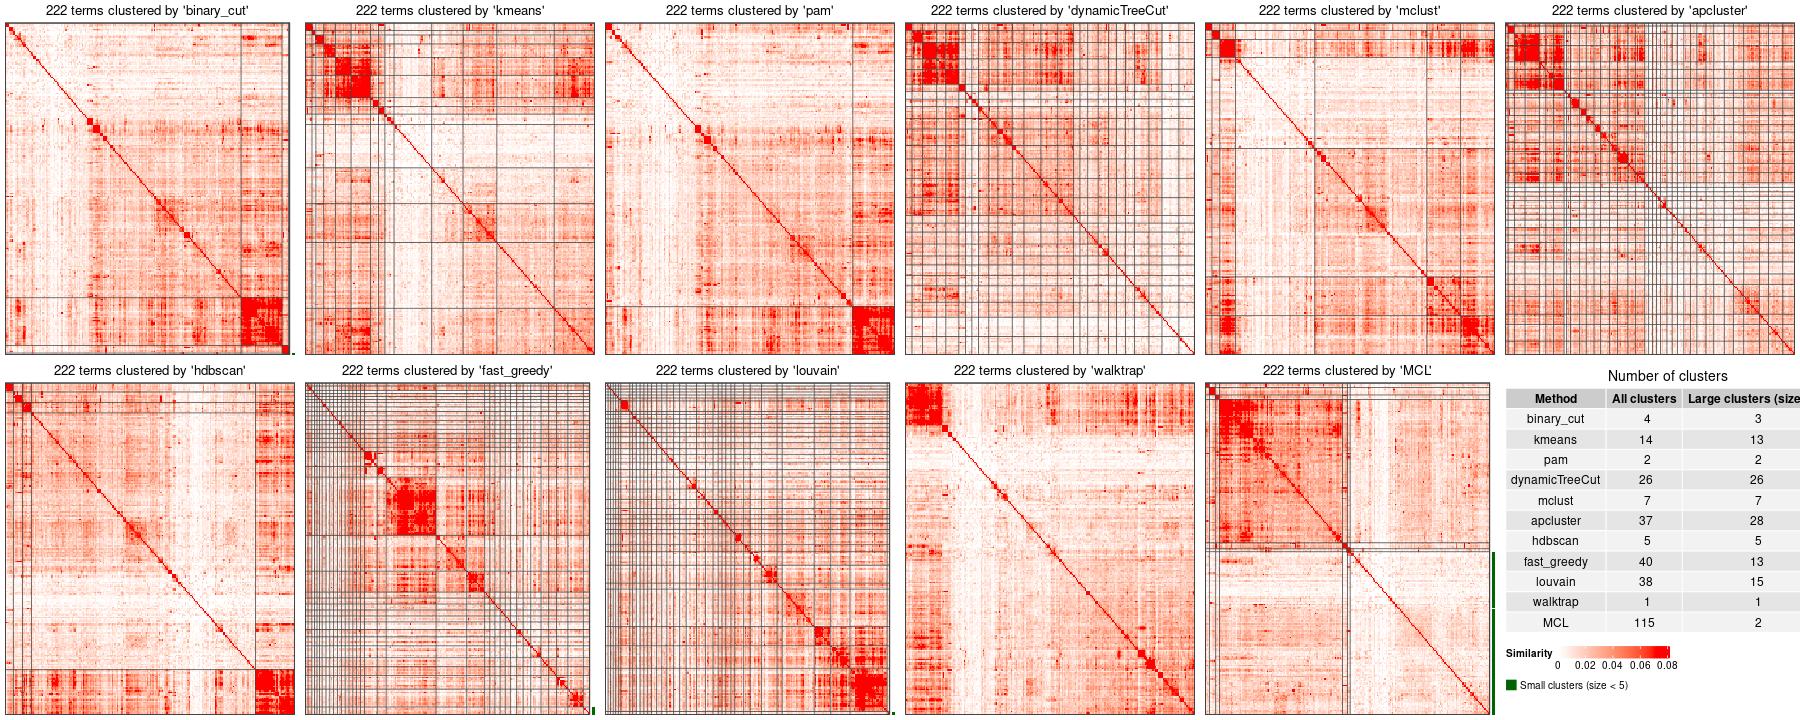 222 terms clustered by 'binary_cut'
222 terms clustered by 'kmeans'
222 terms clustered by 'pam'
222 terms clustered by 'dynamicTreeCut'
222 terms clustered by 'mclust'
222 terms clustered by 'apcluster'
222 terms clustered by 'hdbscan'
222 terms clustered by 'fast_greedy'
222 terms clustered by 'louvain'
222 terms clustered by 'walktrap'
222 terms clustered by 'MCL'
Number of clusters
Method All clusters Large clusters (size
binary_cut 4 3
kmeans 14 13
pam 2 2
dynamicTreeCut 26 26
mclust 7 7
apcluster 37 28
hdbscan 5 5
fast_greedy 40 13
louvain 38 15
walktrap 1 1
MCL 115 2
Similarity
0 0.02 0.04 0.06 0.08
Small clusters (size < 5)